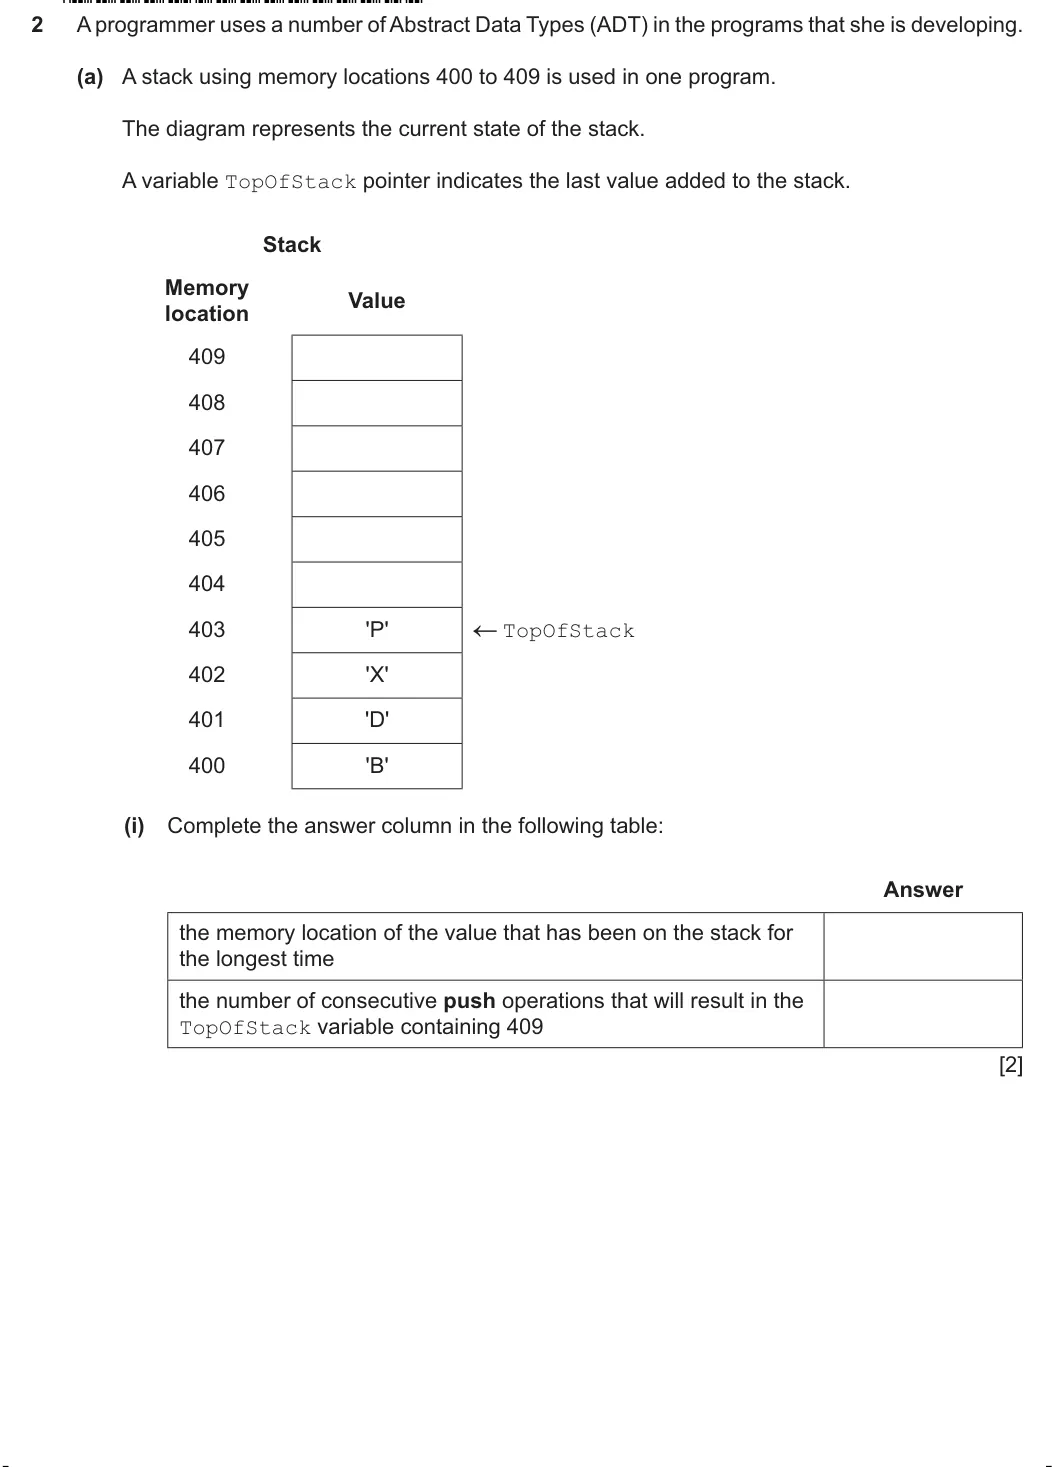 2 A programmer uses a number of Abstract Data Types (ADT) in the programs that she is developing.
(a) A stack using memory locations 400 to 409 is used in one program.
The diagram represents the current state of the stack.
A variable TopOfStack pointer indicates the last value added to the stack.
Stack
Memory
location
Value
409
408
407
406
405
404
403 'P' ← TopOfStack
402 'X'
401 'D'
400 'B'
(i) Complete the answer column in the following table:
Answer
the memory location of the value that has been on the stack for
the longest time
the number of consecutive push operations that will result in the
TopOfStack variable containing 409
[2]